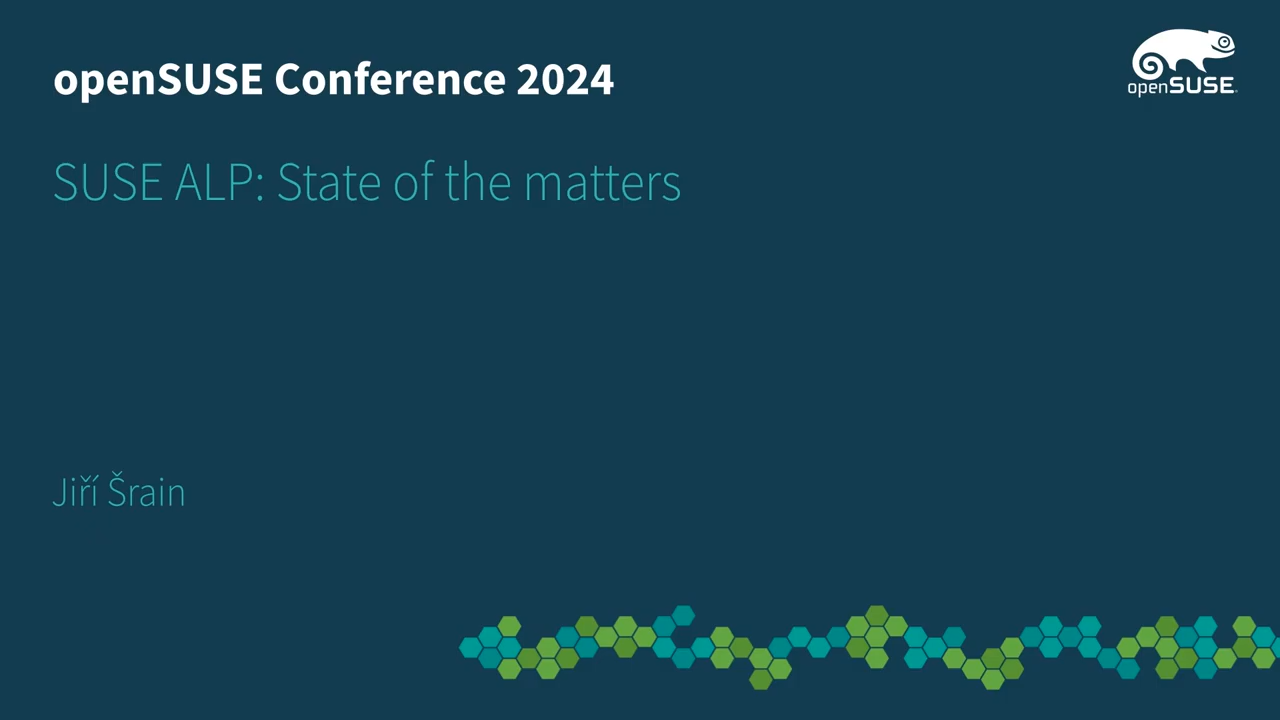 openSUSE Conference 2024
openSUSE
SUSE ALP: State of the matters
Jiří Šrain